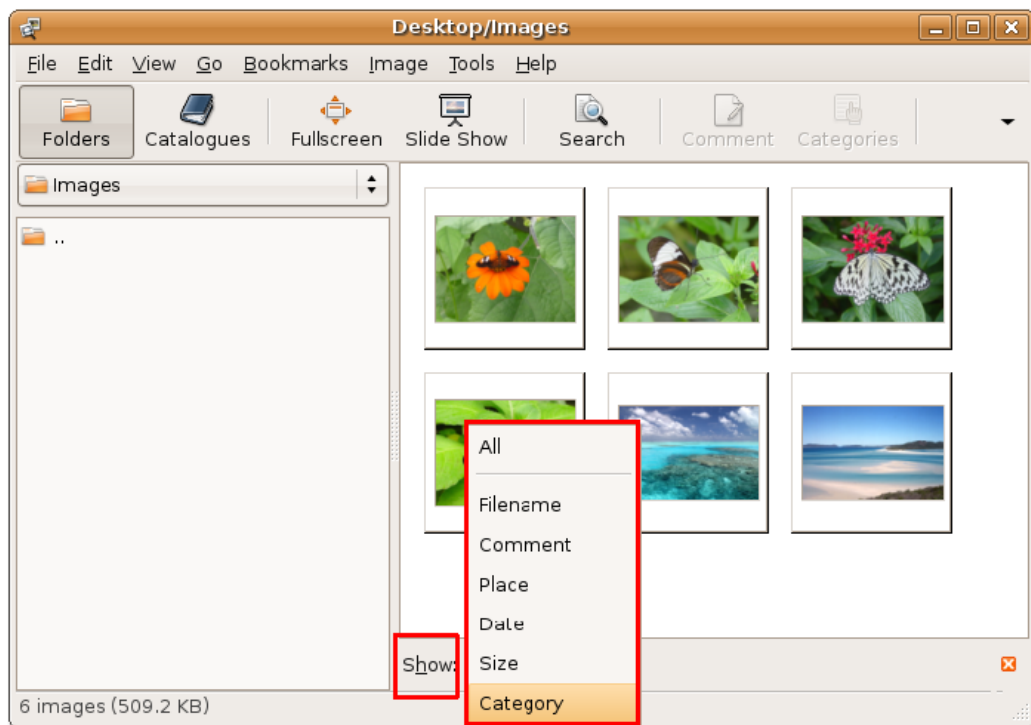 Desktop/Images
File Edit View Go Bookmarks Image Tools Help
Folders Catalogues Fullscreen Slide Show Search Comment Categories
Images
..
All
Filename
Comment
Place
Date
Show: Size
Category
6 images (509.2 KB)